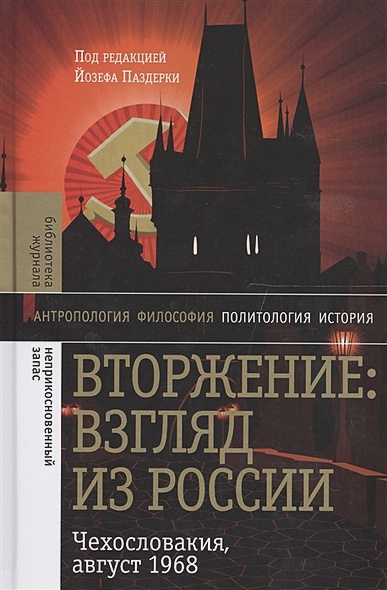 Под редакцией
Йозефа Паздерки
библиотека
журнала
неприкосновенный
запас
АНТРОПОЛОГИЯ ФИЛОСОФИЯ ПОЛИТОЛОГИЯ ИСТОРИЯ
ВТОРЖЕНИЕ:
ВЗГЛЯД
ИЗ РОССИИ
Чехословакия,
август 1968